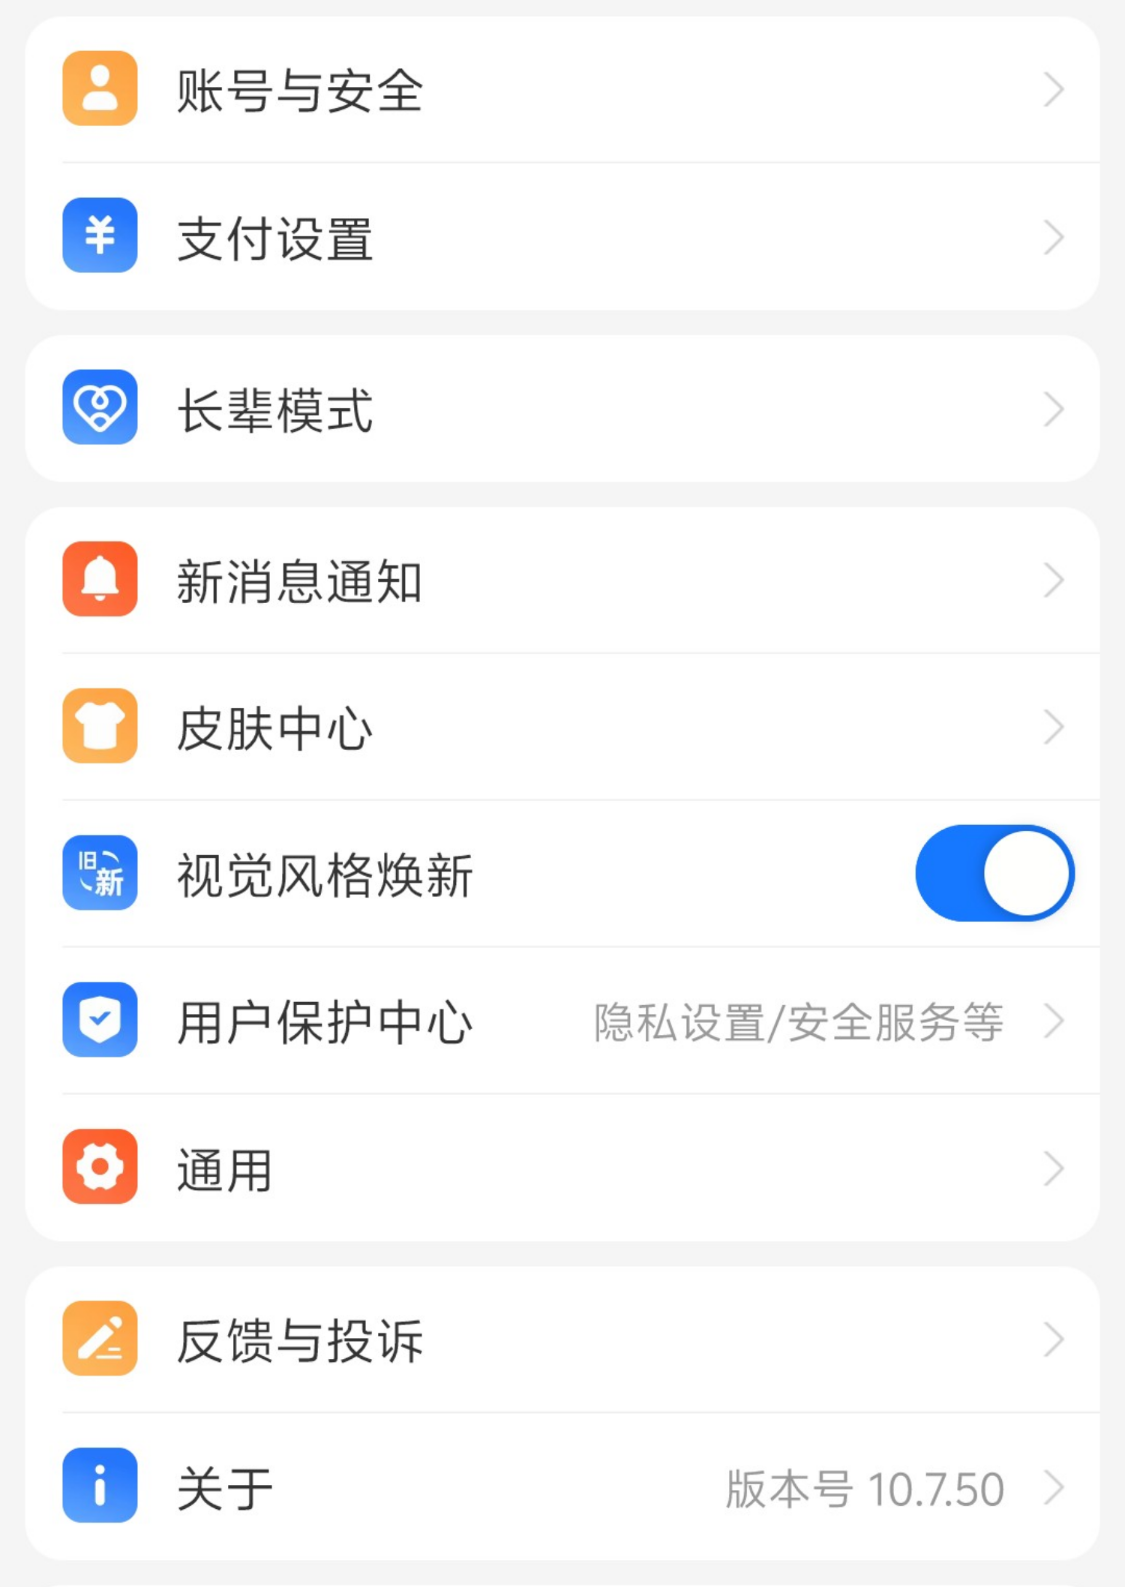 账号与安全
¥
支付设置
长辈模式
新消息通知
皮肤中心
旧
新
视觉风格焕新
用户保护中心 隐私设置/安全服务等
通用
反馈与投诉
关于 版本号 10.7.50